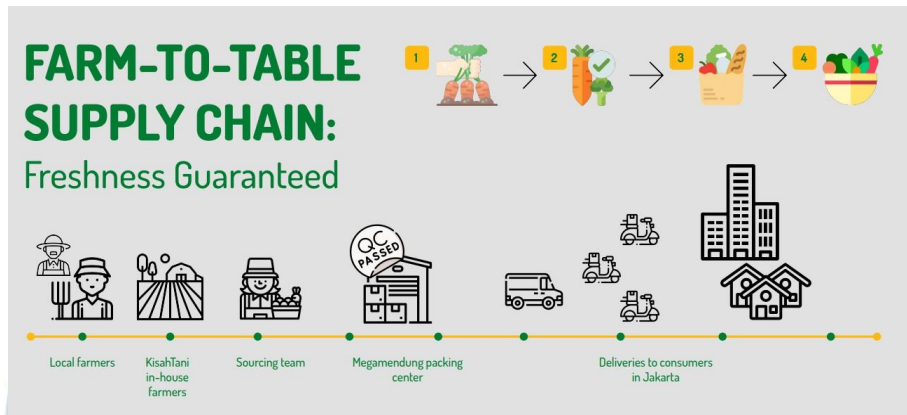 FARM-TO-TABLE
SUPPLY CHAIN:
Freshness Guaranteed
1
2
3
4
QC
PASSED
Local farmers
KisahTani
in-house
farmers
Sourcing team
Megamendung packing
center
Deliveries to consumers
in Jakarta